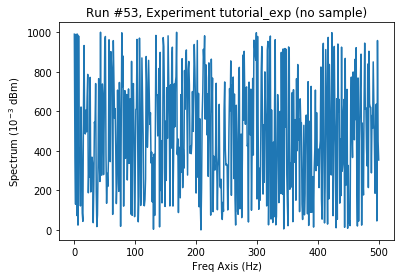 Run #53, Experiment tutorial_exp (no sample)
1000
800
600
400
200
0
Spectrum (10⁻³ dBm)
0 100 200 300 400 500
Freq Axis (Hz)